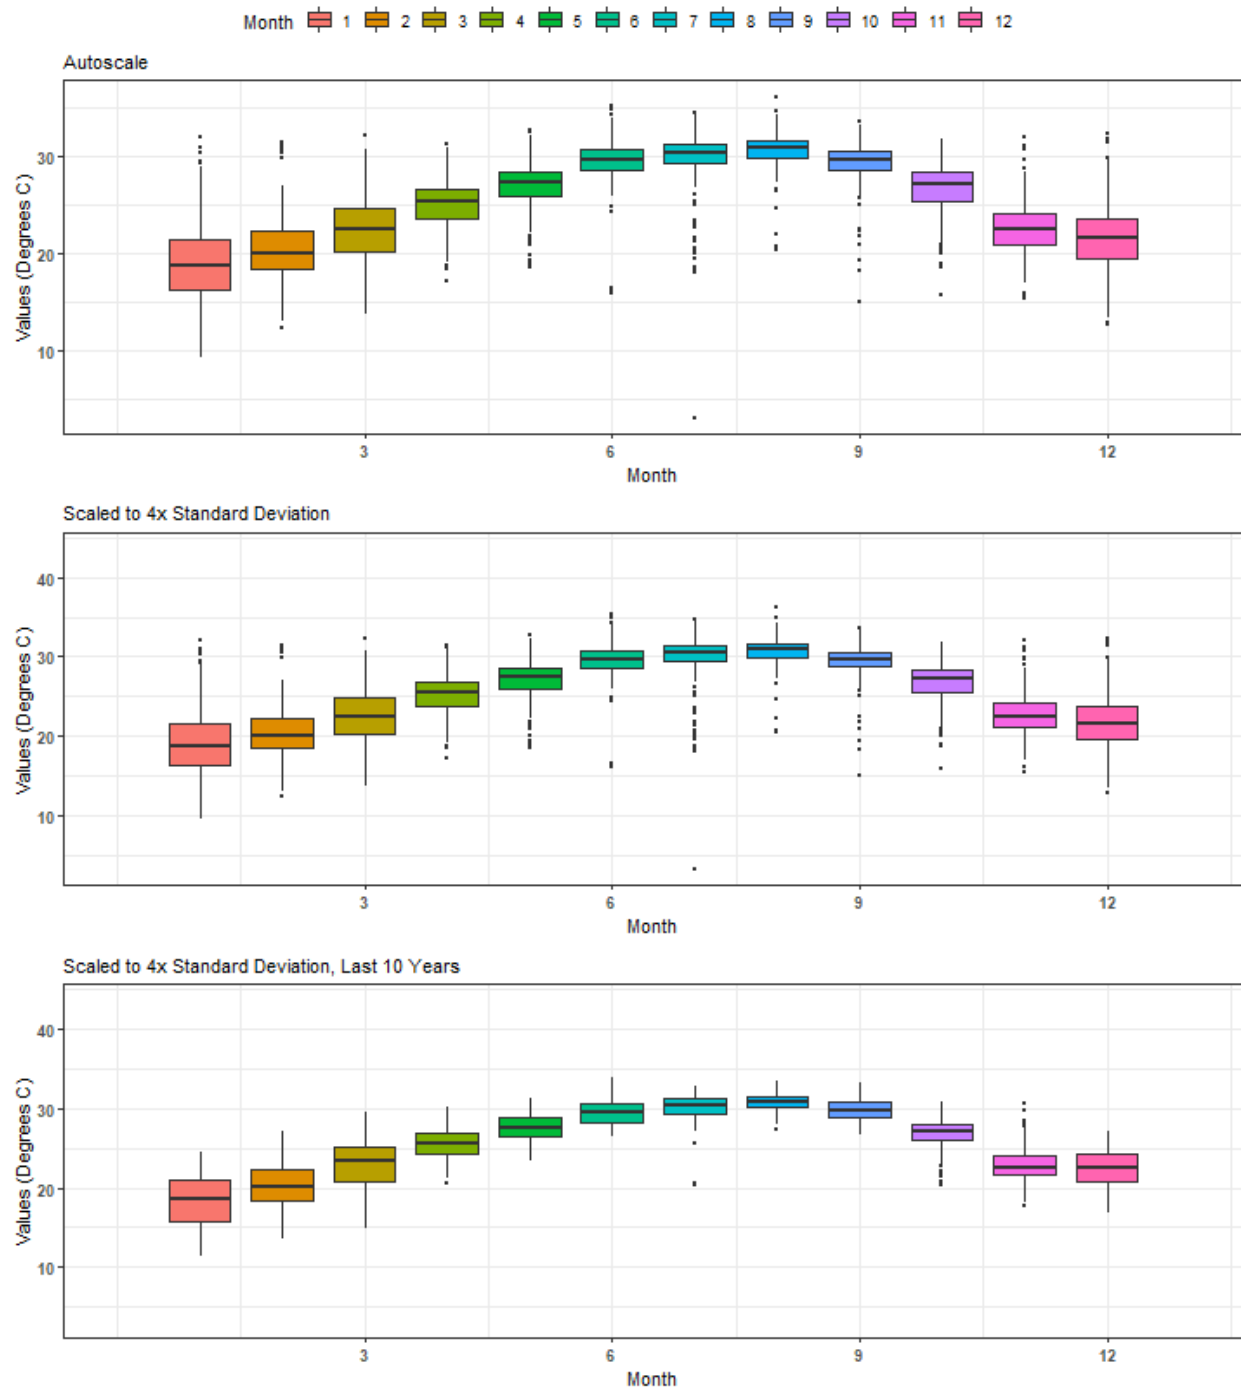 Month 1 2 3 4 5 6 7 8 9 10 11 12
Autoscale
Values (Degrees C)
30
20
10
3 6 9 12
Month
Scaled to 4x Standard Deviation
Values (Degrees C)
40
30
20
10
3 6 9 12
Month
Scaled to 4x Standard Deviation, Last 10 Years
Values (Degrees C)
40
30
20
10
3 6 9 12
Month